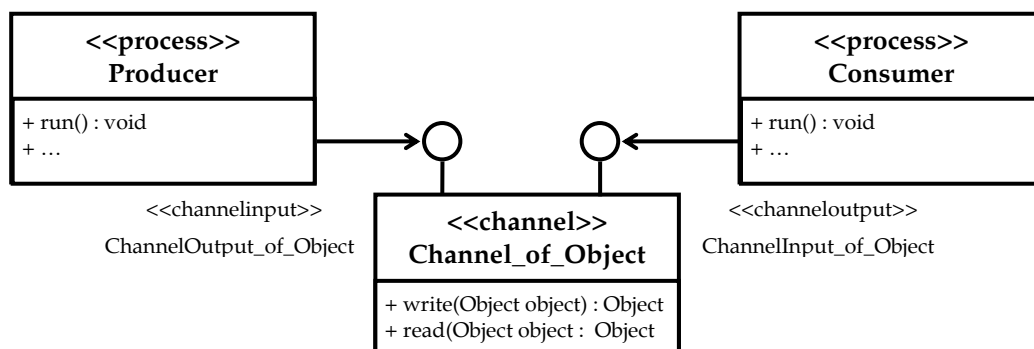 <<process>>
Producer
+ run() : void
+ ...
<<process>>
Consumer
+ run() : void
+ ...
<<channelinput>>
ChannelOutput_of_Object
<<channeloutput>>
ChannelInput_of_Object
<<channel>>
Channel_of_Object
+ write(Object object) : Object
+ read(Object object : Object